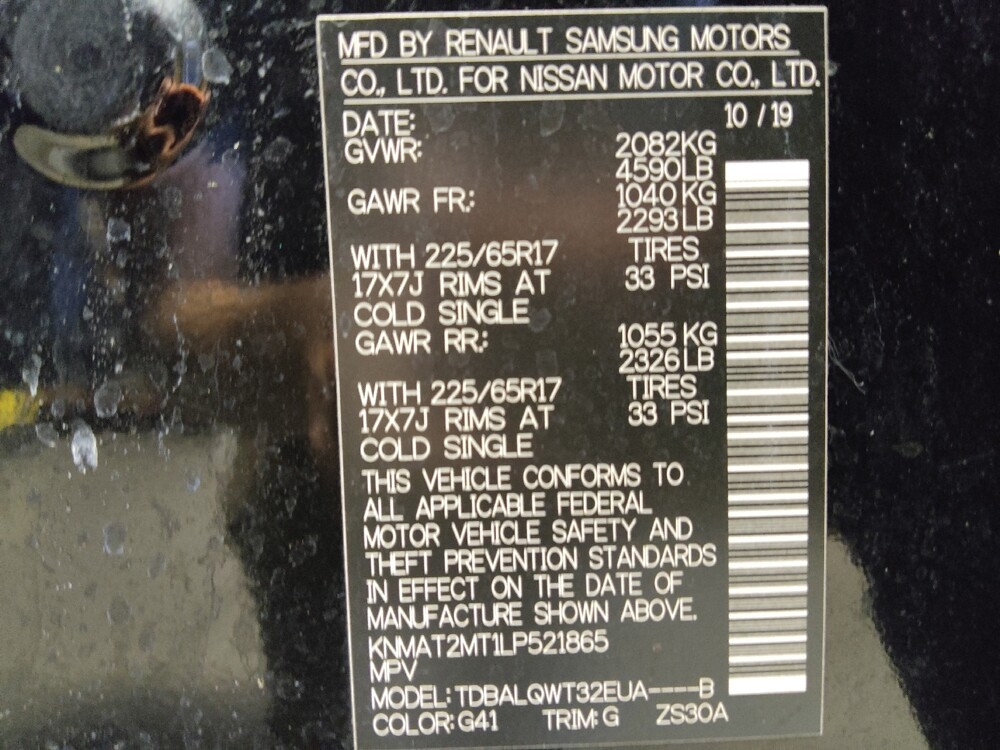 MFD BY RENAULT SAMSUNG MOTORS
CO., LTD. FOR NISSAN MOTOR CO., LTD.
DATE: 10 / 19
GVWR: 2082KG
4590LB
GAWR FR.: 1040 KG
2293 LB
WITH 225/65R17 TIRES
17X7J RIMS AT 33 PSI
COLD SINGLE
GAWR RR.: 1055 KG
2326 LB
WITH 225/65R17 TIRES
17X7J RIMS AT 33 PSI
COLD SINGLE
THIS VEHICLE CONFORMS TO
ALL APPLICABLE FEDERAL
MOTOR VEHICLE SAFETY AND
THEFT PREVENTION STANDARDS
IN EFFECT ON THE DATE OF
MANUFACTURE SHOWN ABOVE.
KNMAT2MT1LP521865
MPV
MODEL: TDBALQWT32EUA----B
COLOR: G41 TRIM: G ZS30A